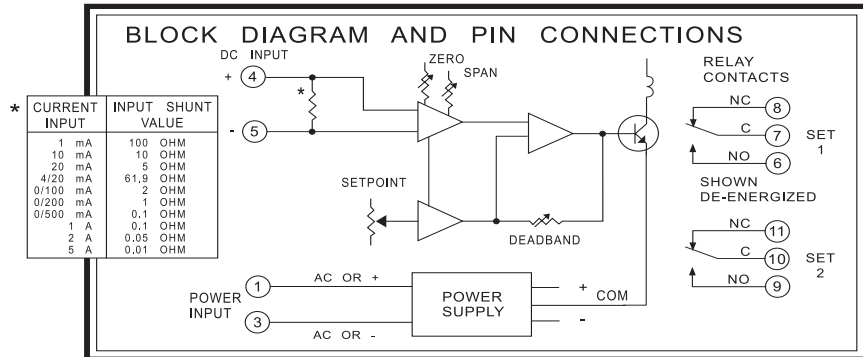 BLOCK DIAGRAM AND PIN CONNECTIONS
DC INPUT
+ 4
- 5
*
ZERO
SPAN
SETPOINT
DEADBAND
RELAY
CONTACTS
NC 8
C 7
NO 6
SET
1
SHOWN
DE-ENERGIZED
NC 11
C 10
NO 9
SET
2
*
CURRENT INPUT SHUNT
INPUT VALUE
1 mA 100 OHM
10 mA 10 OHM
20 mA 5 OHM
4/20 mA 61,9 OHM
0/100 mA 2 OHM
0/200 mA 1 OHM
0/500 mA 0.1 OHM
1 A 0.1 OHM
2 A 0.05 OHM
5 A 0.01 OHM
POWER
INPUT
1 AC OR +
3 AC OR -
POWER
SUPPLY
+
COM
-